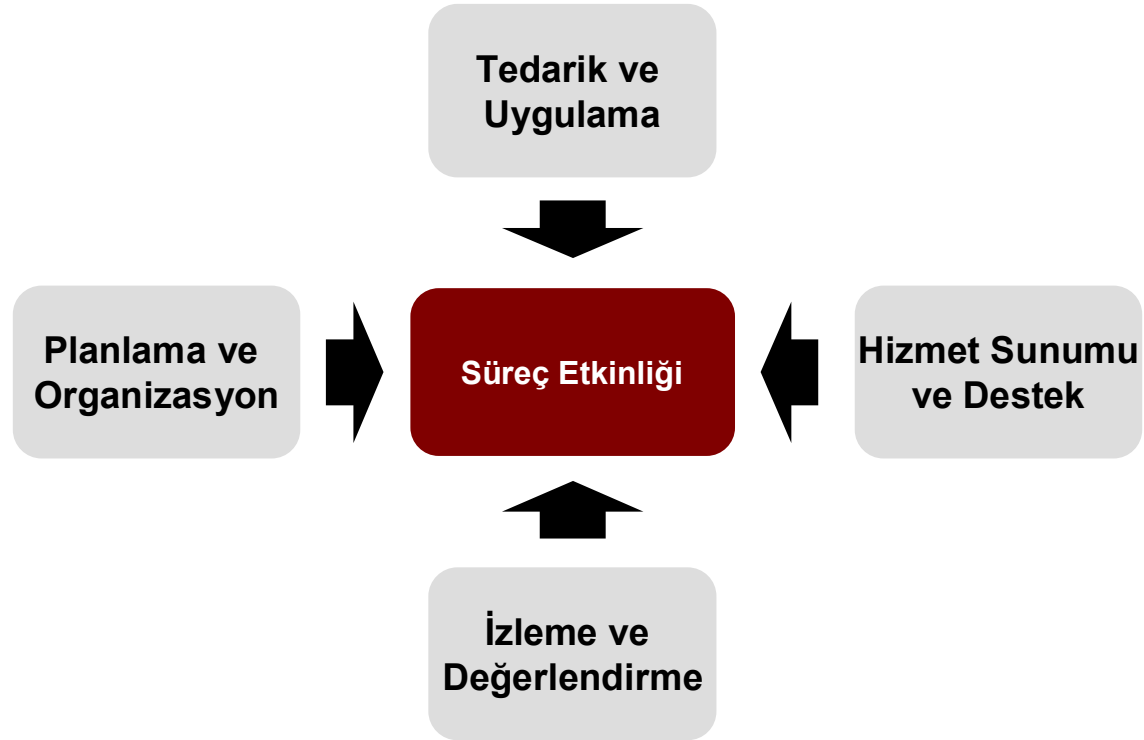 Tedarik ve
Uygulama
Planlama ve
Organizasyon
Süreç Etkinliği
Hizmet Sunumu
ve Destek
İzleme ve
Değerlendirme